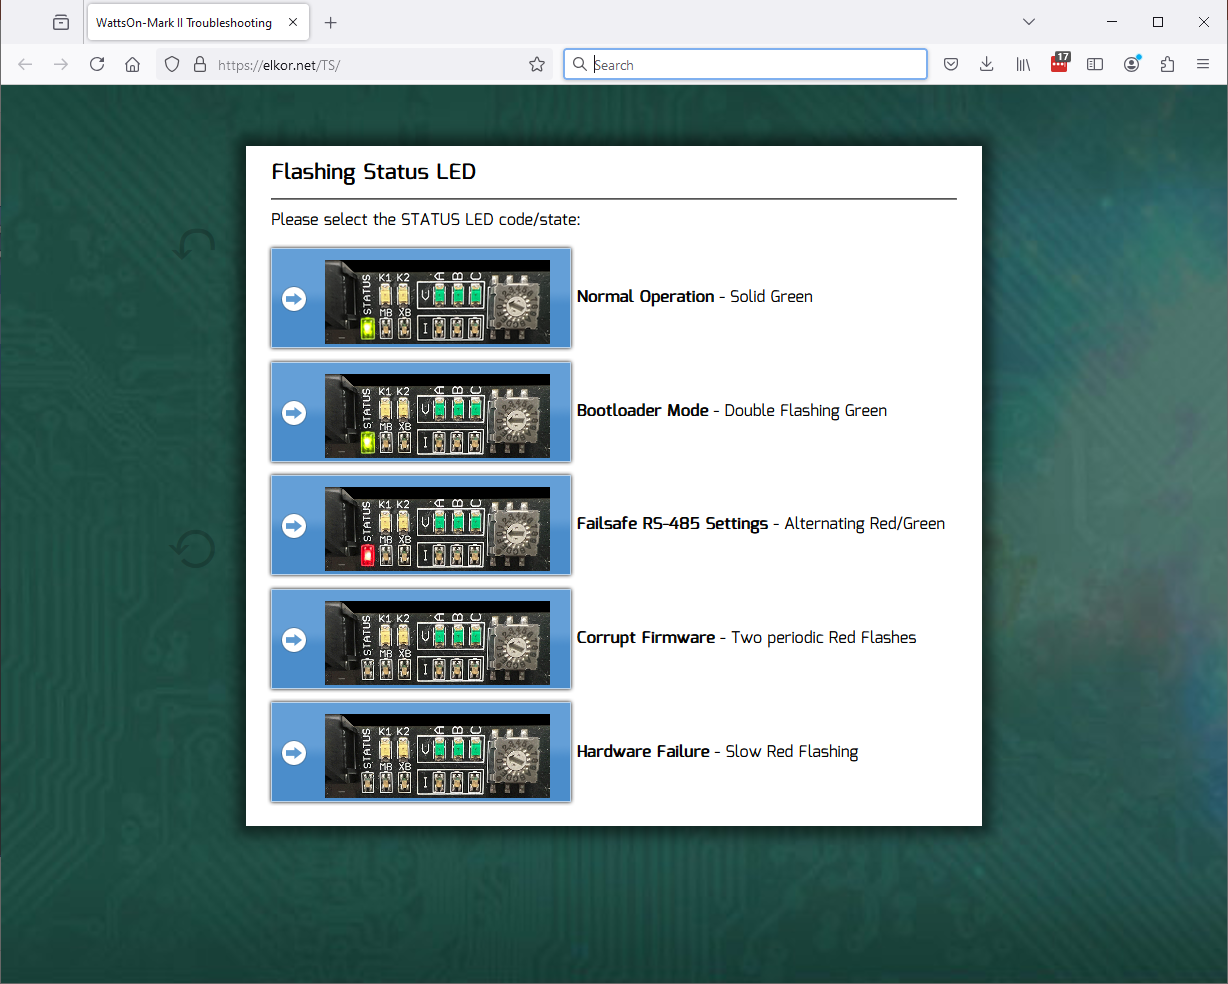 WattsOn-Mark II Troubleshooting
https://elkor.net/TS/
Search
17
Flashing Status LED
Please select the STATUS LED code/state:
STATUS K1 K2 MB XB V I A B C
Normal Operation - Solid Green
STATUS K1 K2 MB XB V I A B C
Bootloader Mode - Double Flashing Green
STATUS K1 K2 MB XB V I A B C
Failsafe RS-485 Settings - Alternating Red/Green
STATUS K1 K2 MB XB V I A B C
Corrupt Firmware - Two periodic Red Flashes
STATUS K1 K2 MB XB V I A B C
Hardware Failure - Slow Red Flashing